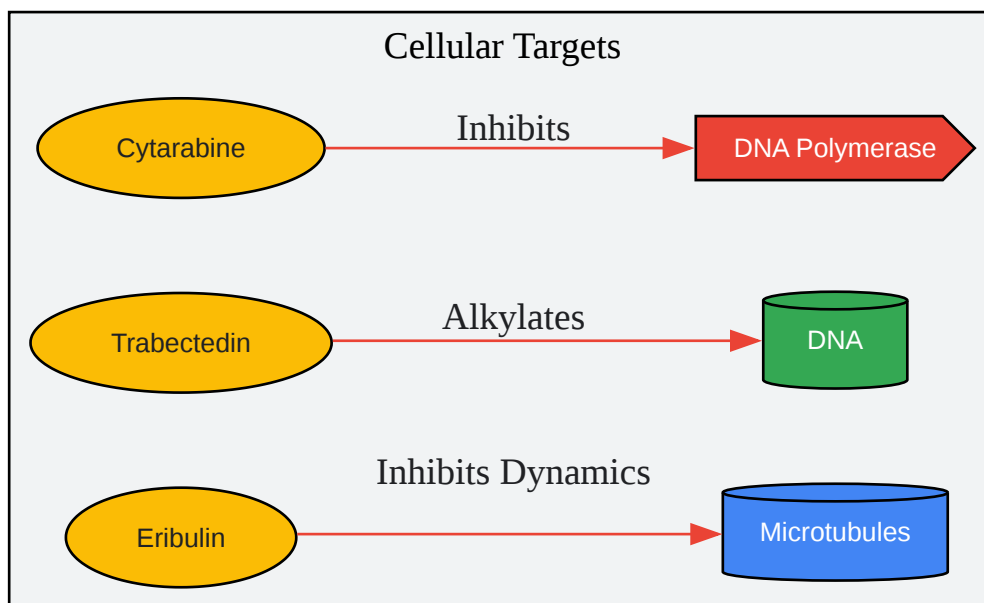 Cellular Targets
Cytarabine
Inhibits
DNA Polymerase
Trabectedin
Alkylates
DNA
Inhibits Dynamics
Eribulin
Microtubules